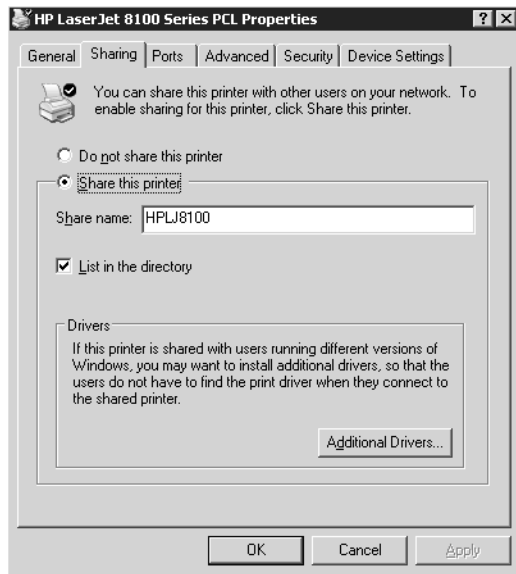 HP LaserJet 8100 Series PCL Properties
? X
General Sharing Ports Advanced Security Device Settings
You can share this printer with other users on your network. To
enable sharing for this printer, click Share this printer.
Do not share this printer
Share this printer
Share name: HPLJ8100
List in the directory
Drivers
If this printer is shared with users running different versions of
Windows, you may want to install additional drivers, so that the
users do not have to find the print driver when they connect to
the shared printer.
Additional Drivers...
OK Cancel Apply